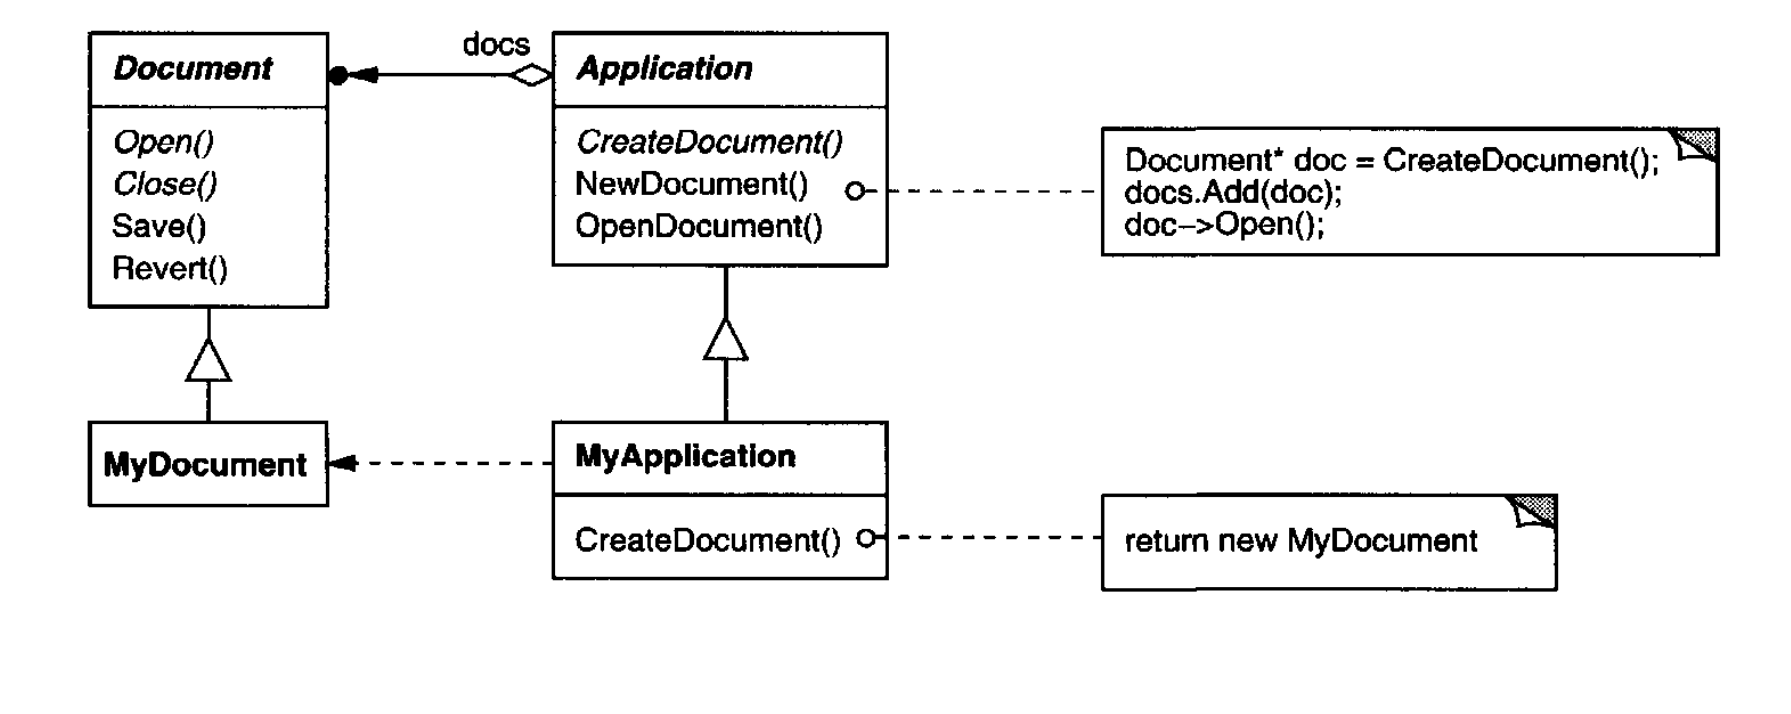 docs
Document
Open()
Close()
Save()
Revert()
Application
CreateDocument()
NewDocument()
OpenDocument()
Document* doc = CreateDocument();
docs.Add(doc);
doc–>Open();
MyDocument
MyApplication
CreateDocument()
return new MyDocument